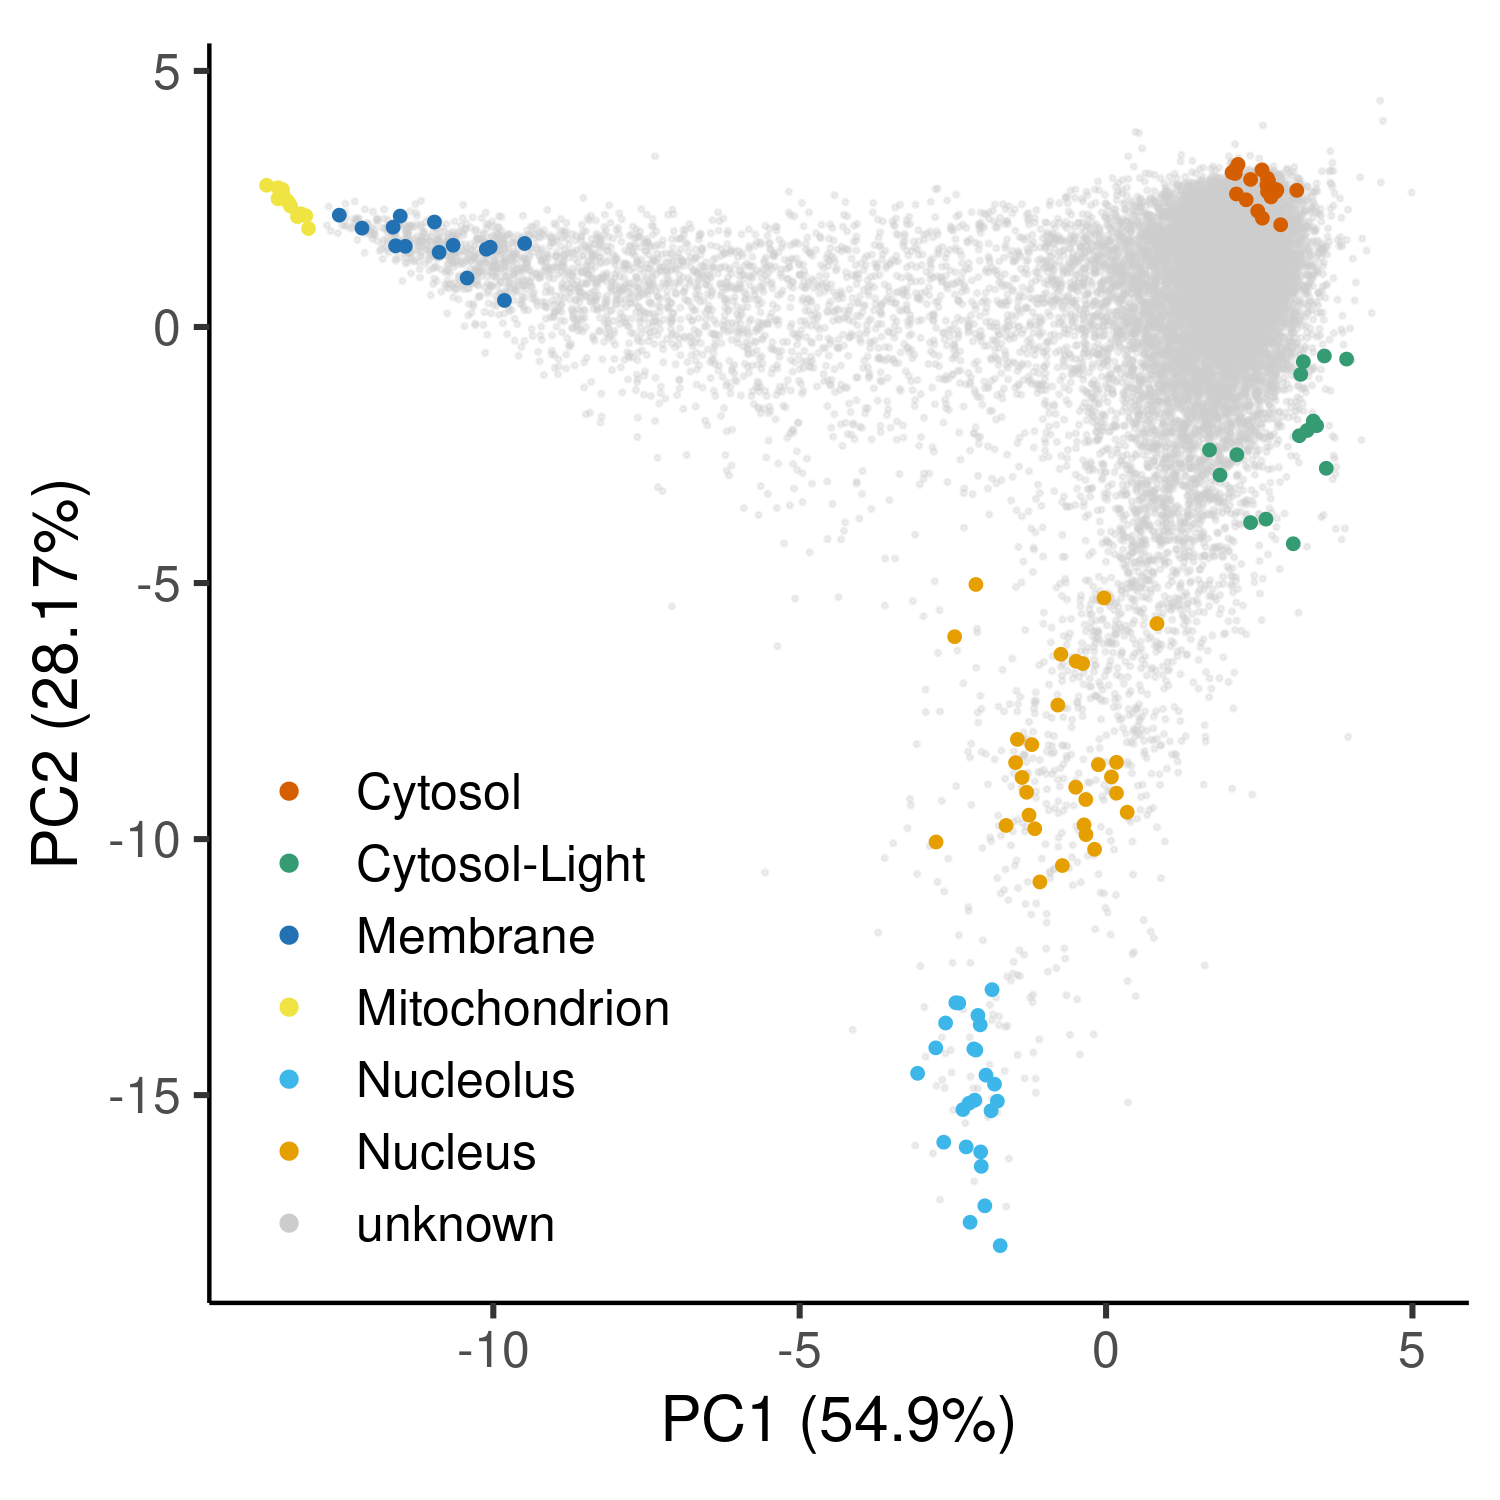 5
0
-5
-10
-15
PC2 (28.17%)
Cytosol
Cytosol-Light
Membrane
Mitochondrion
Nucleolus
Nucleus
unknown
-10 -5 0 5
PC1 (54.9%)